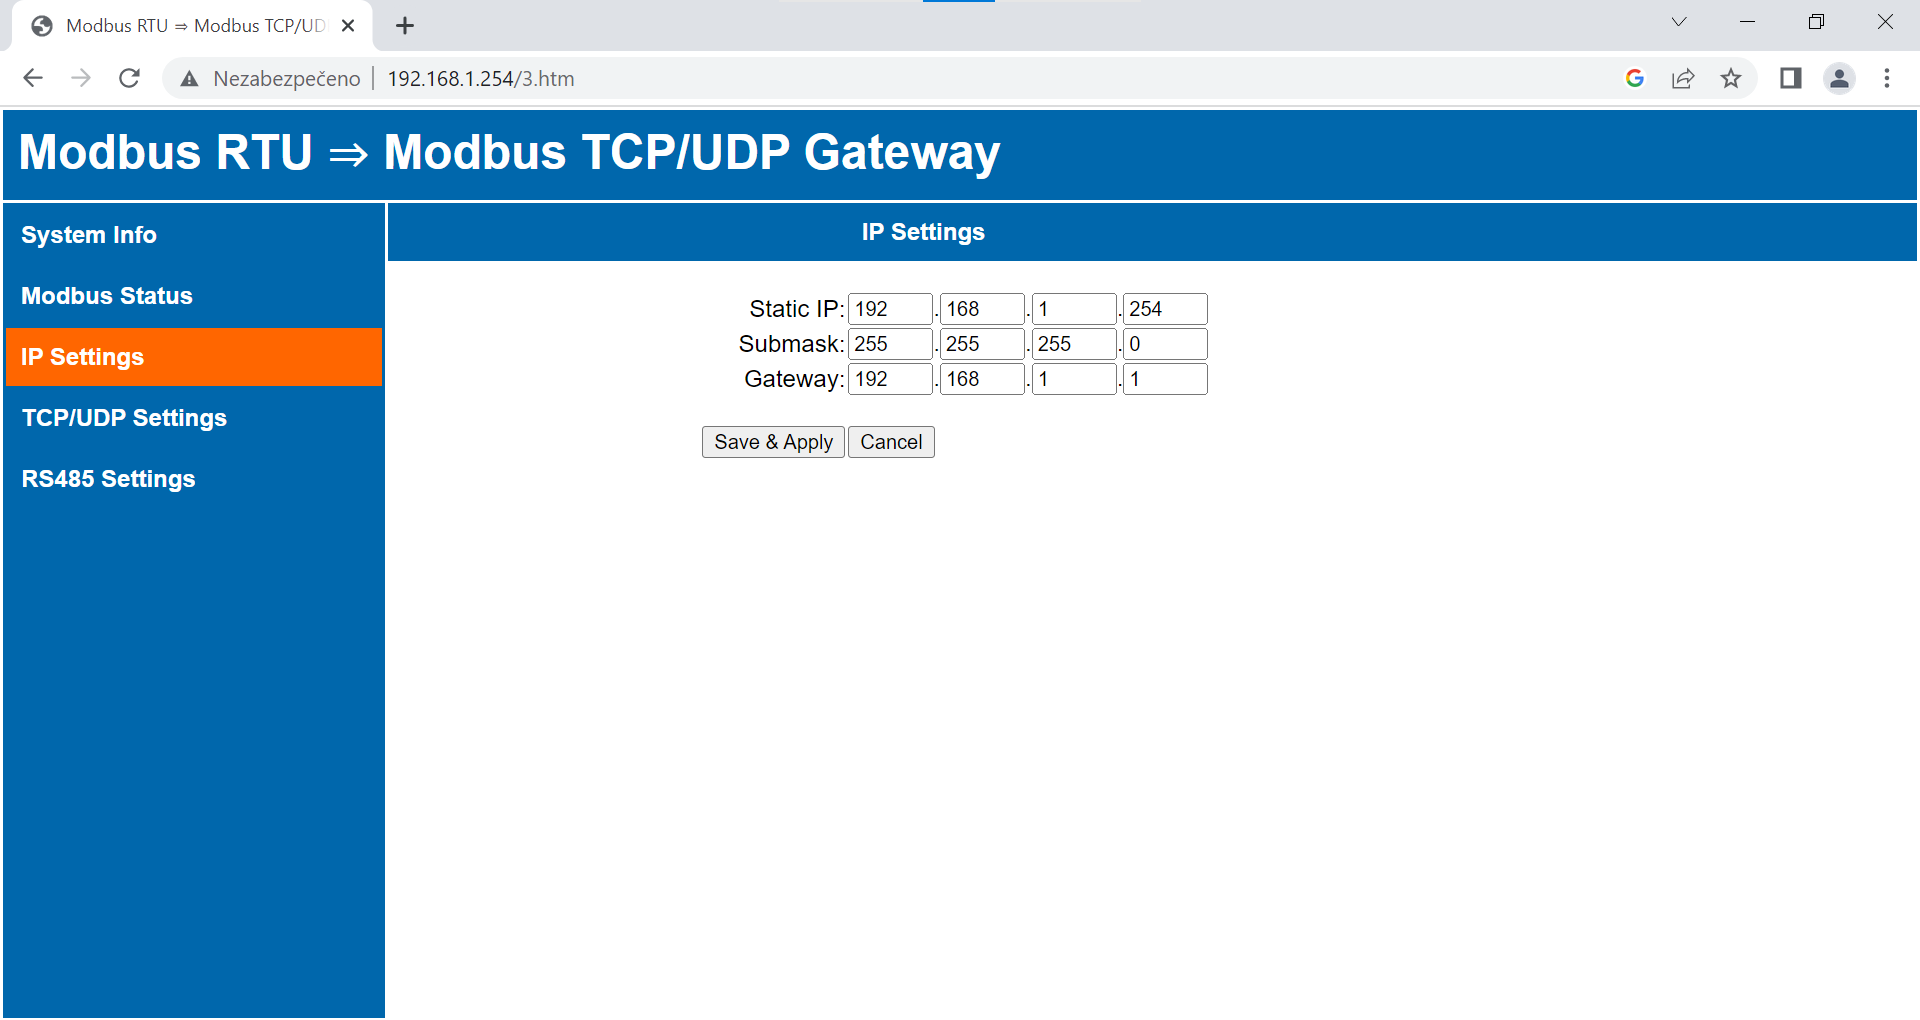 Modbus RTU ⇒ Modbus TCP/UD
Nezabezpečeno | 192.168.1.254/3.htm
Modbus RTU ⇒ Modbus TCP/UDP Gateway
System Info
Modbus Status
IP Settings
TCP/UDP Settings
RS485 Settings
IP Settings
Static IP: 192 . 168 . 1 . 254
Submask: 255 . 255 . 255 . 0
Gateway: 192 . 168 . 1 . 1
Save & Apply Cancel